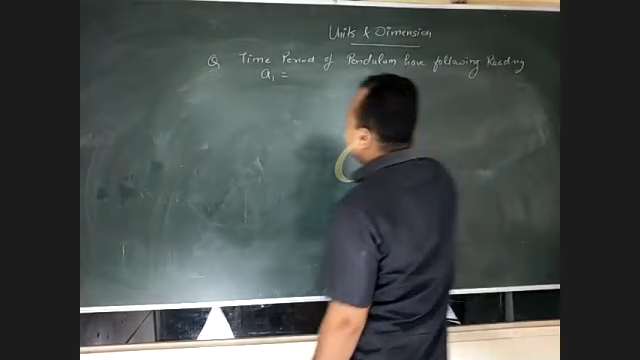 Units & Dimension
Q Time Period of Pendulum have following Reading
a₁ =